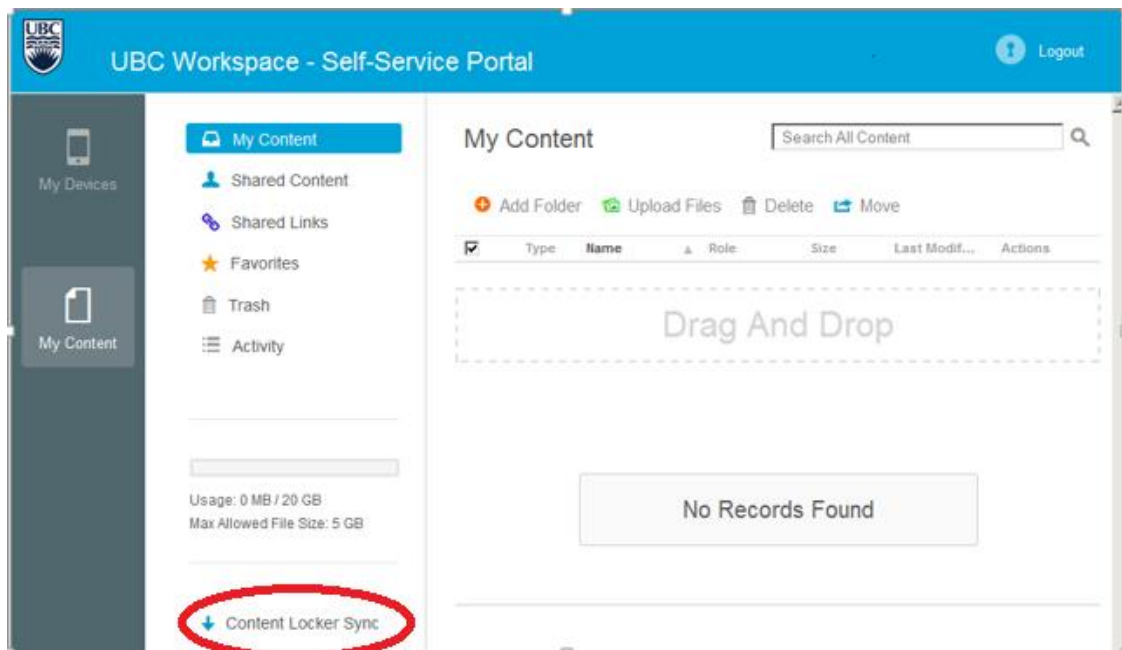 UBC
UBC Workspace - Self-Service Portal
Logout
My Devices
My Content
My Content
Shared Content
Shared Links
Favorites
Trash
Activity
Usage: 0 MB / 20 GB
Max Allowed File Size: 5 GB
Content Locker Sync
My Content
Search All Content
Add Folder Upload Files Delete Move
Type Name Role Size Last Modif... Actions
Drag And Drop
No Records Found